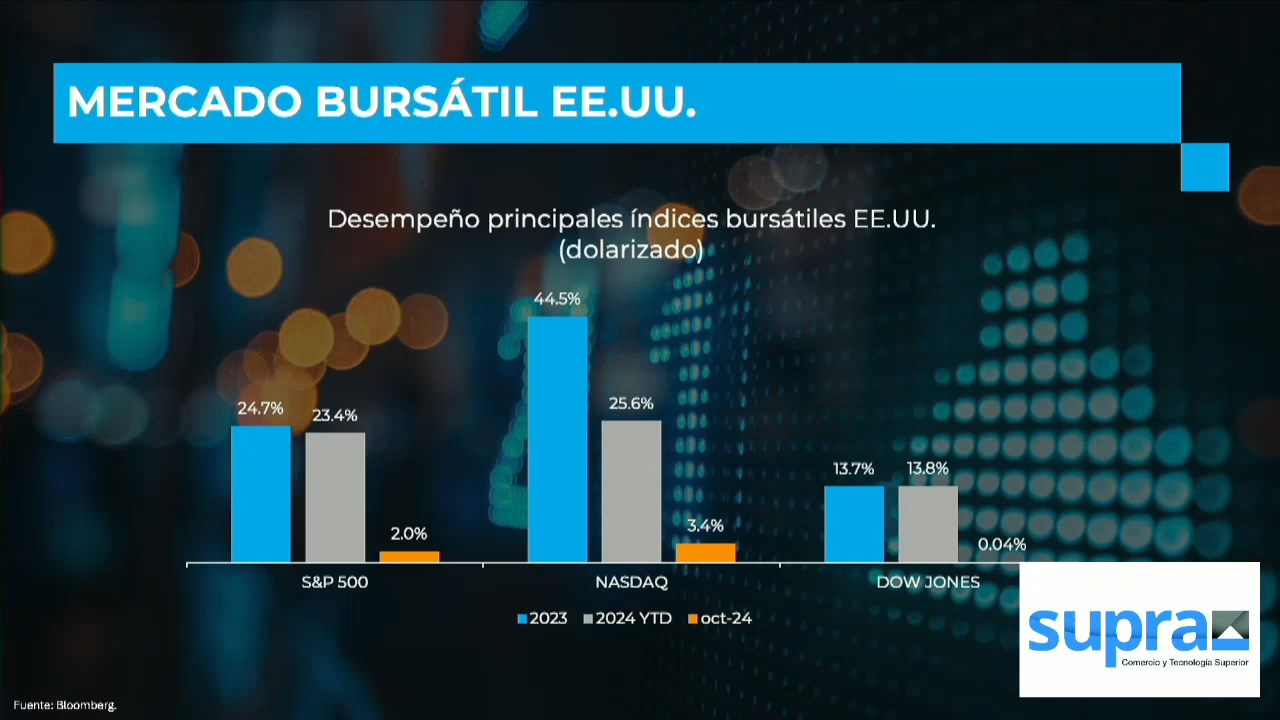 MERCADO BURSÁTIL EE.UU.
Desempeño principales índices bursátiles EE.UU.
(dolarizado)
44.5%
24.7%
23.4%
25.6%
13.7%
13.8%
2.0%
3.4%
0.04%
S&P 500
NASDAQ
DOW JONES
2023
2024 YTD
oct-24
supra
Comercio y Tecnología Superior
Fuente: Bloomberg.